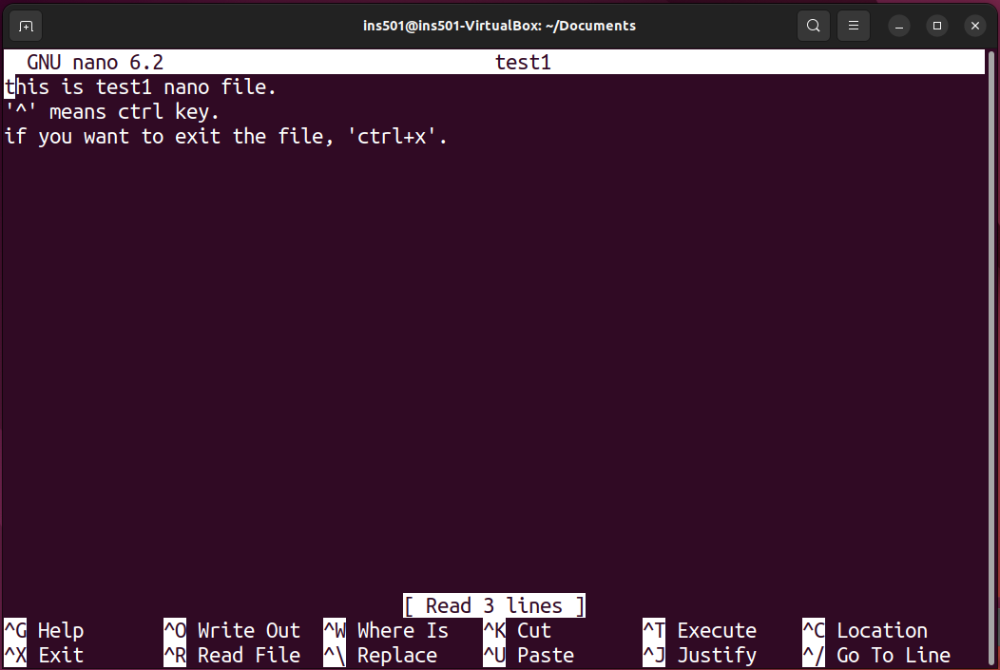 ins501@ins501-VirtualBox: ~/Documents
GNU nano 6.2 test1
this is test1 nano file.
'^' means ctrl key.
if you want to exit the file, 'ctrl+x'.
[ Read 3 lines ]
^G Help ^O Write Out ^W Where Is ^K Cut ^T Execute ^C Location
^X Exit ^R Read File ^\ Replace ^U Paste ^J Justify ^/ Go To Line